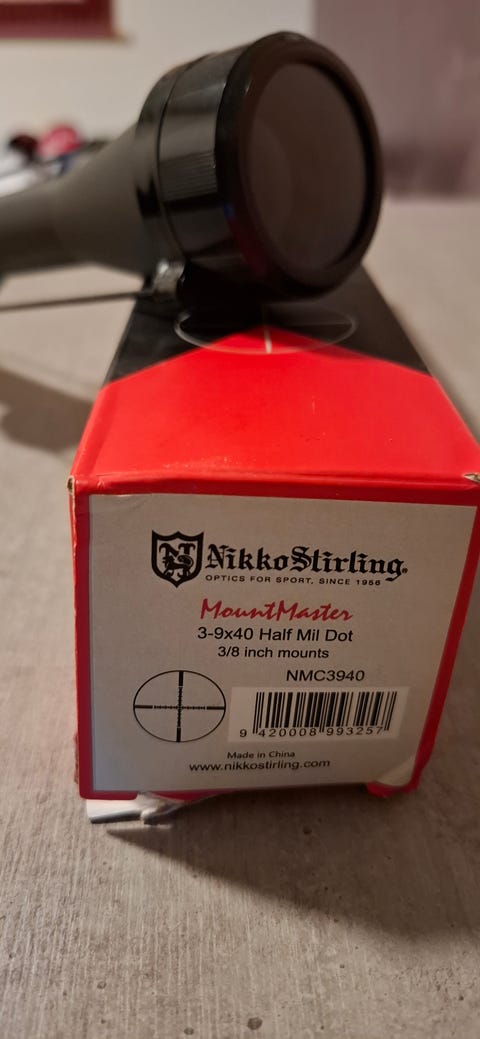 NS
NikkoStirling®
OPTICS FOR SPORT, SINCE 1956
MountMaster
3-9x40 Half Mil Dot
3/8 inch mounts
NMC3940
9 420008 993257
Made in China
www.nikkostirling.com